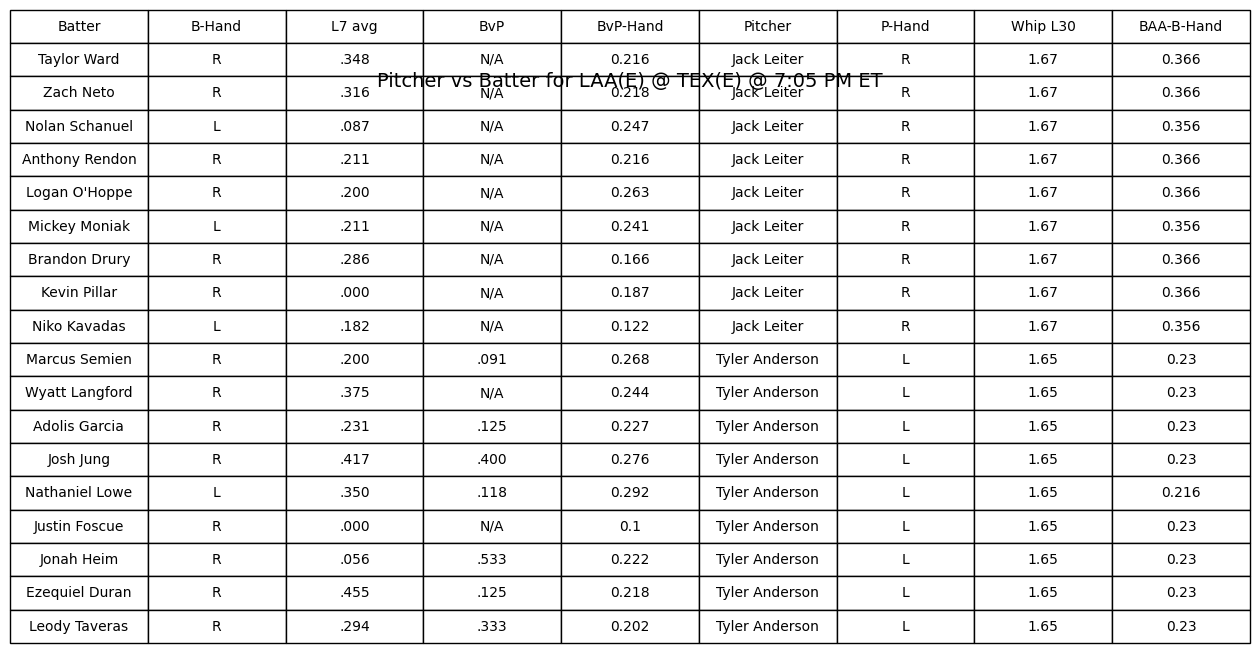 Batter B-Hand L7 avg BvP BvP-Hand Pitcher P-Hand Whip L30 BAA-B-Hand
Taylor Ward R .348 N/A 0.216 Jack Leiter R 1.67 0.366
Pitcher vs Batter for LAA(E) @ TEX(E) @ 7:05 PM ET
Zach Neto R .316 N/A 0.218 Jack Leiter R 1.67 0.366
Nolan Schanuel L .087 N/A 0.247 Jack Leiter R 1.67 0.356
Anthony Rendon R .211 N/A 0.216 Jack Leiter R 1.67 0.366
Logan O'Hoppe R .200 N/A 0.263 Jack Leiter R 1.67 0.366
Mickey Moniak L .211 N/A 0.241 Jack Leiter R 1.67 0.356
Brandon Drury R .286 N/A 0.166 Jack Leiter R 1.67 0.366
Kevin Pillar R .000 N/A 0.187 Jack Leiter R 1.67 0.366
Niko Kavadas L .182 N/A 0.122 Jack Leiter R 1.67 0.356
Marcus Semien R .200 .091 0.268 Tyler Anderson L 1.65 0.23
Wyatt Langford R .375 N/A 0.244 Tyler Anderson L 1.65 0.23
Adolis Garcia R .231 .125 0.227 Tyler Anderson L 1.65 0.23
Josh Jung R .417 .400 0.276 Tyler Anderson L 1.65 0.23
Nathaniel Lowe L .350 .118 0.292 Tyler Anderson L 1.65 0.216
Justin Foscue R .000 N/A 0.1 Tyler Anderson L 1.65 0.23
Jonah Heim R .056 .533 0.222 Tyler Anderson L 1.65 0.23
Ezequiel Duran R .455 .125 0.218 Tyler Anderson L 1.65 0.23
Leody Taveras R .294 .333 0.202 Tyler Anderson L 1.65 0.23